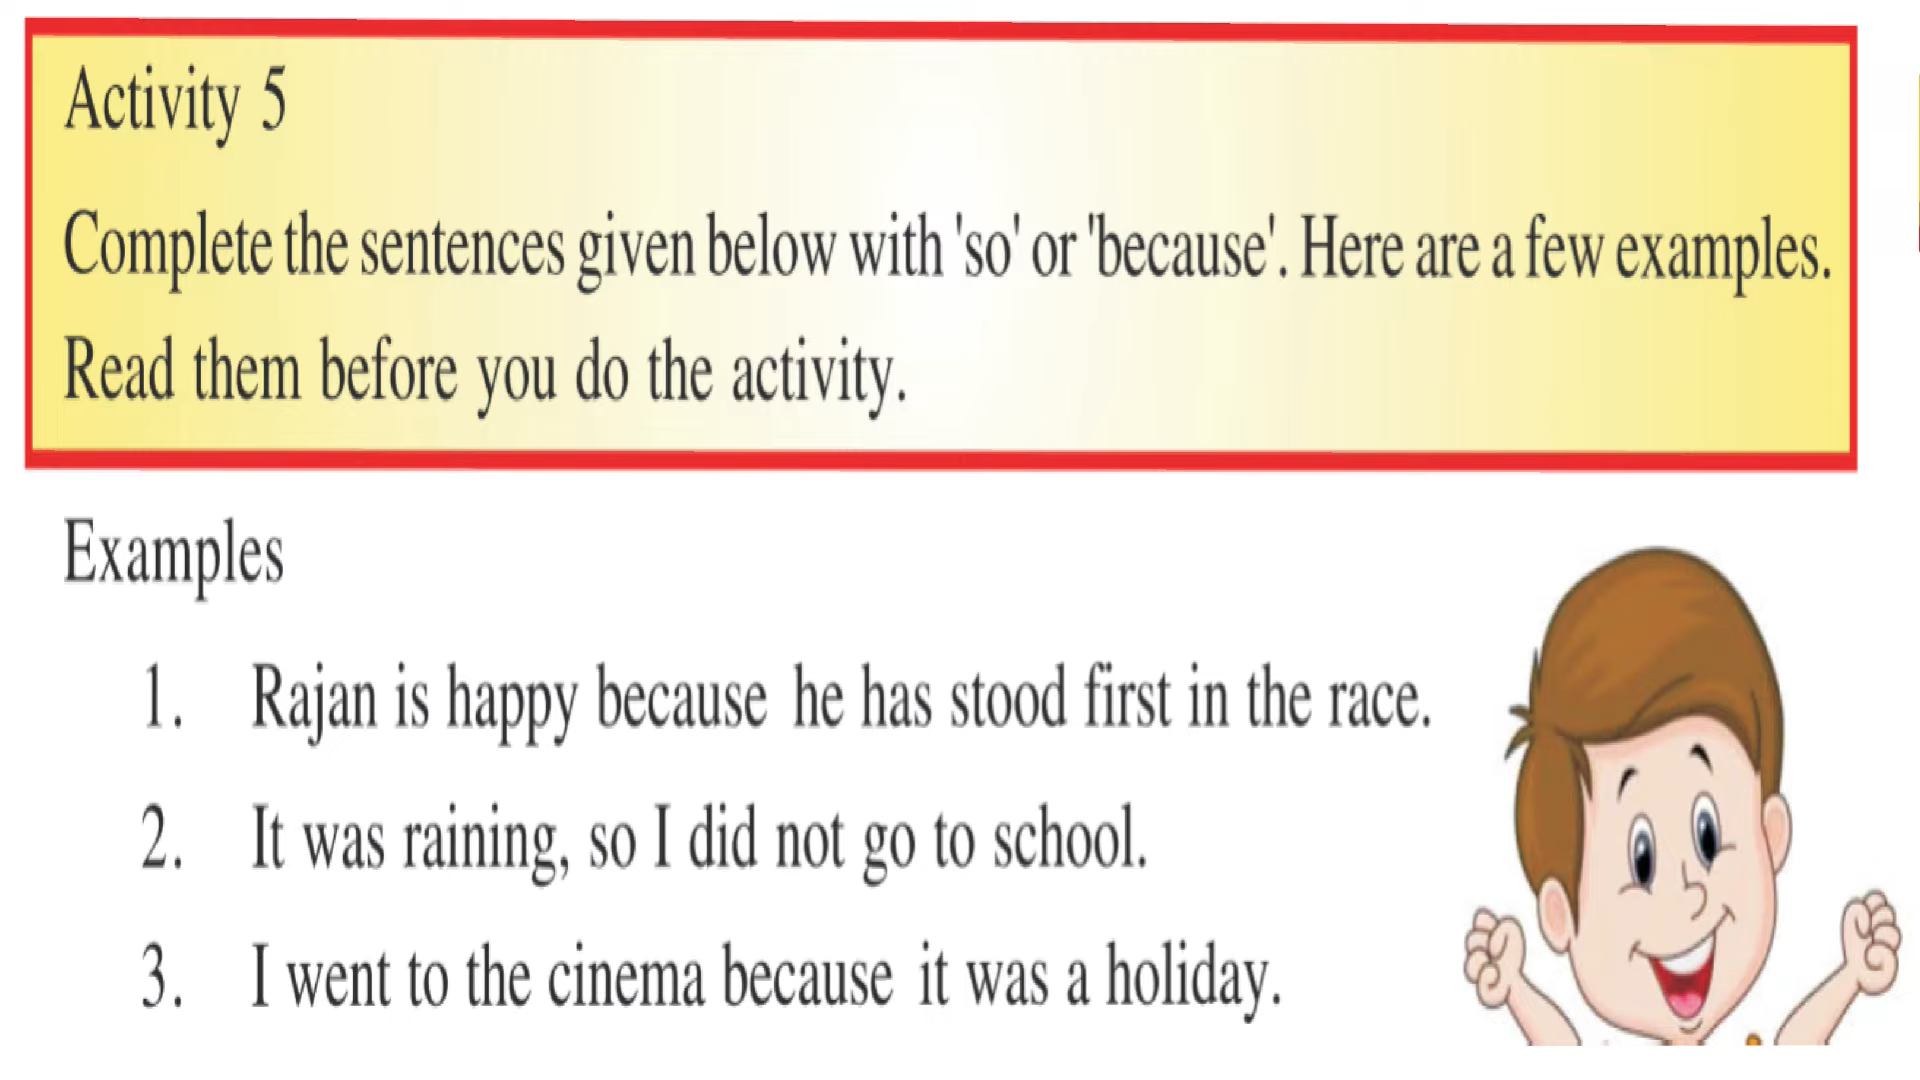 Activity 5
Complete the sentences given below with 'so' or 'because'. Here are a few examples.
Read them before you do the activity.
Examples
1. Rajan is happy because he has stood first in the race.
2. It was raining, so I did not go to school.
3. I went to the cinema because it was a holiday.